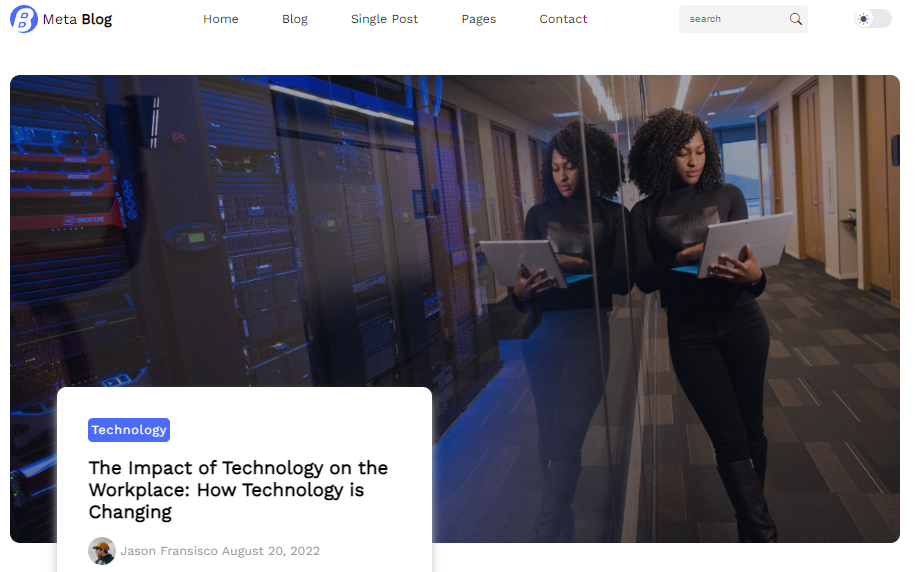 Meta Blog
Home
Blog
Single Post
Pages
Contact
search
Technology
The Impact of Technology on the
Workplace: How Technology is
Changing
Jason Fransisco August 20, 2022